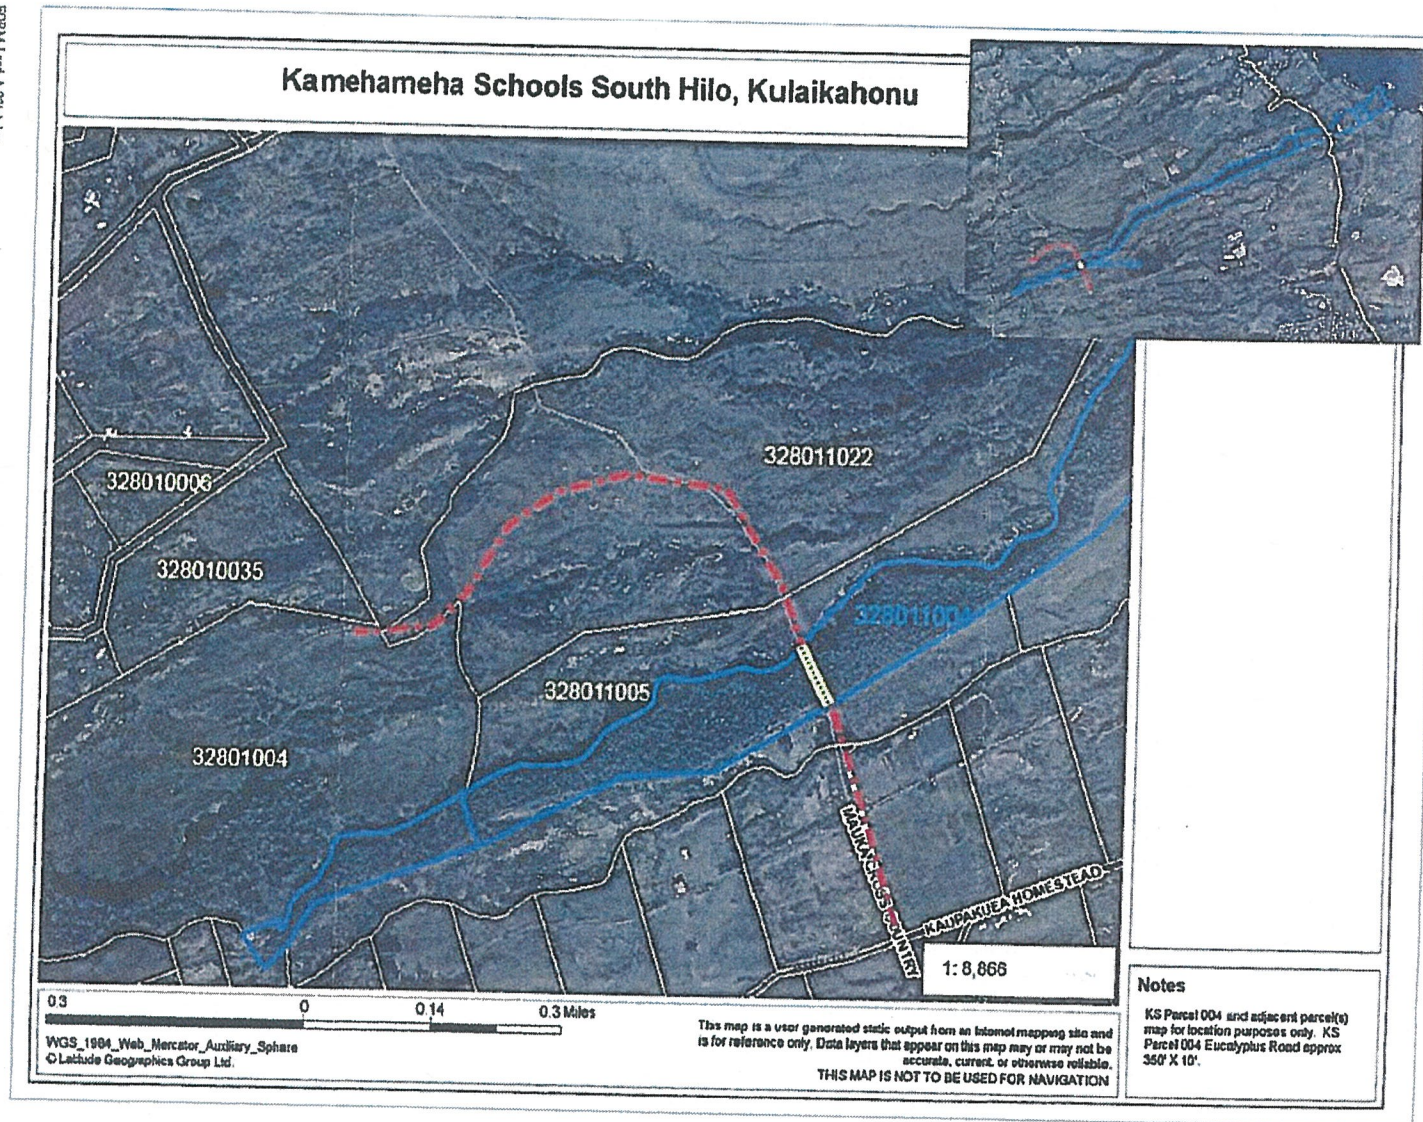 Kamehameha Schools South Hilo, Kulaikahonu
328011022
328010006
328010035
328011004
328011005
32801004
MAUKA/CROSS COUNTRY
KAUPAKUEA HOMESTEAD
1: 8,866
0.3
0
0.14
0.3 Miles
WGS_1984_Web_Mercator_Auxiliary_Sphere
© Latitude Geographics Group Ltd.
This map is a user generated static output from an Internet mapping site and
is for reference only. Data layers that appear on this map may or may not be
accurate, current, or otherwise reliable.
THIS MAP IS NOT TO BE USED FOR NAVIGATION
Notes
KS Parcel 004 and adjacent parcel(s)
map for location purposes only. KS
Parcel 004 Eucalyptus Road approx
350' X 10'.